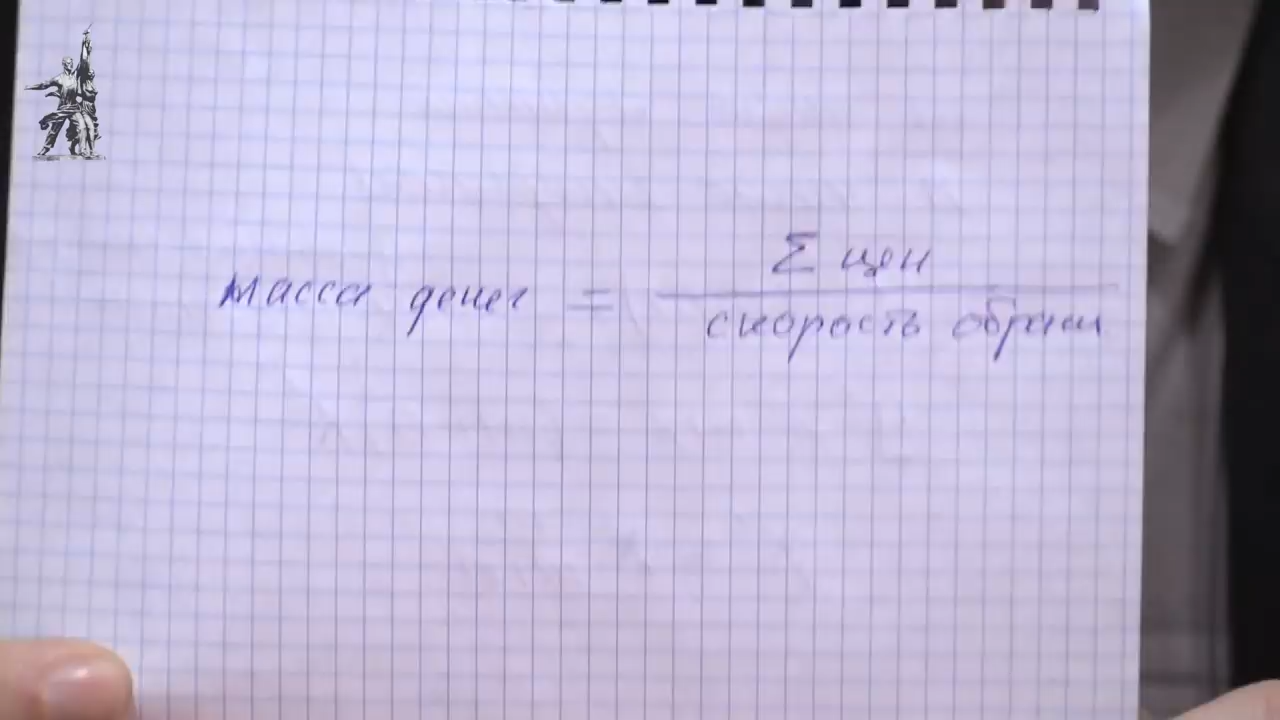 масса денег = Σ цен
скорость обращ